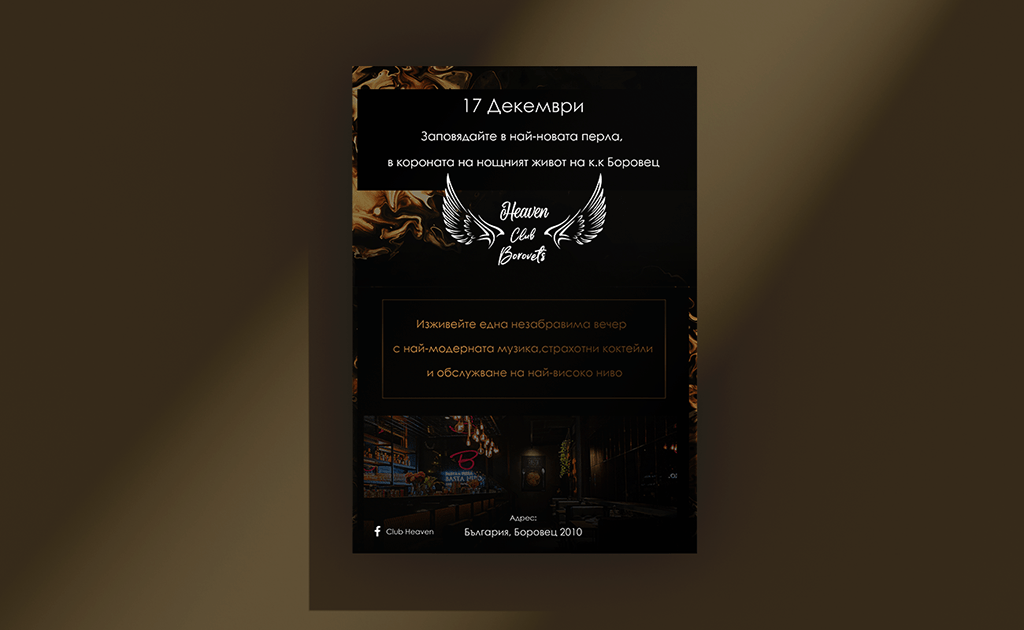 17 Декември
Заповядайте в най-новата перла,
в короната на нощният живот на к.к Боровец
Heaven
Club
Borovets
Изживейте една незабравима вечер
с най-модерната музика,страхотни коктейли
и обслужване на най-високо ниво
B
Адрес:
Club Heaven
България, Боровец 2010